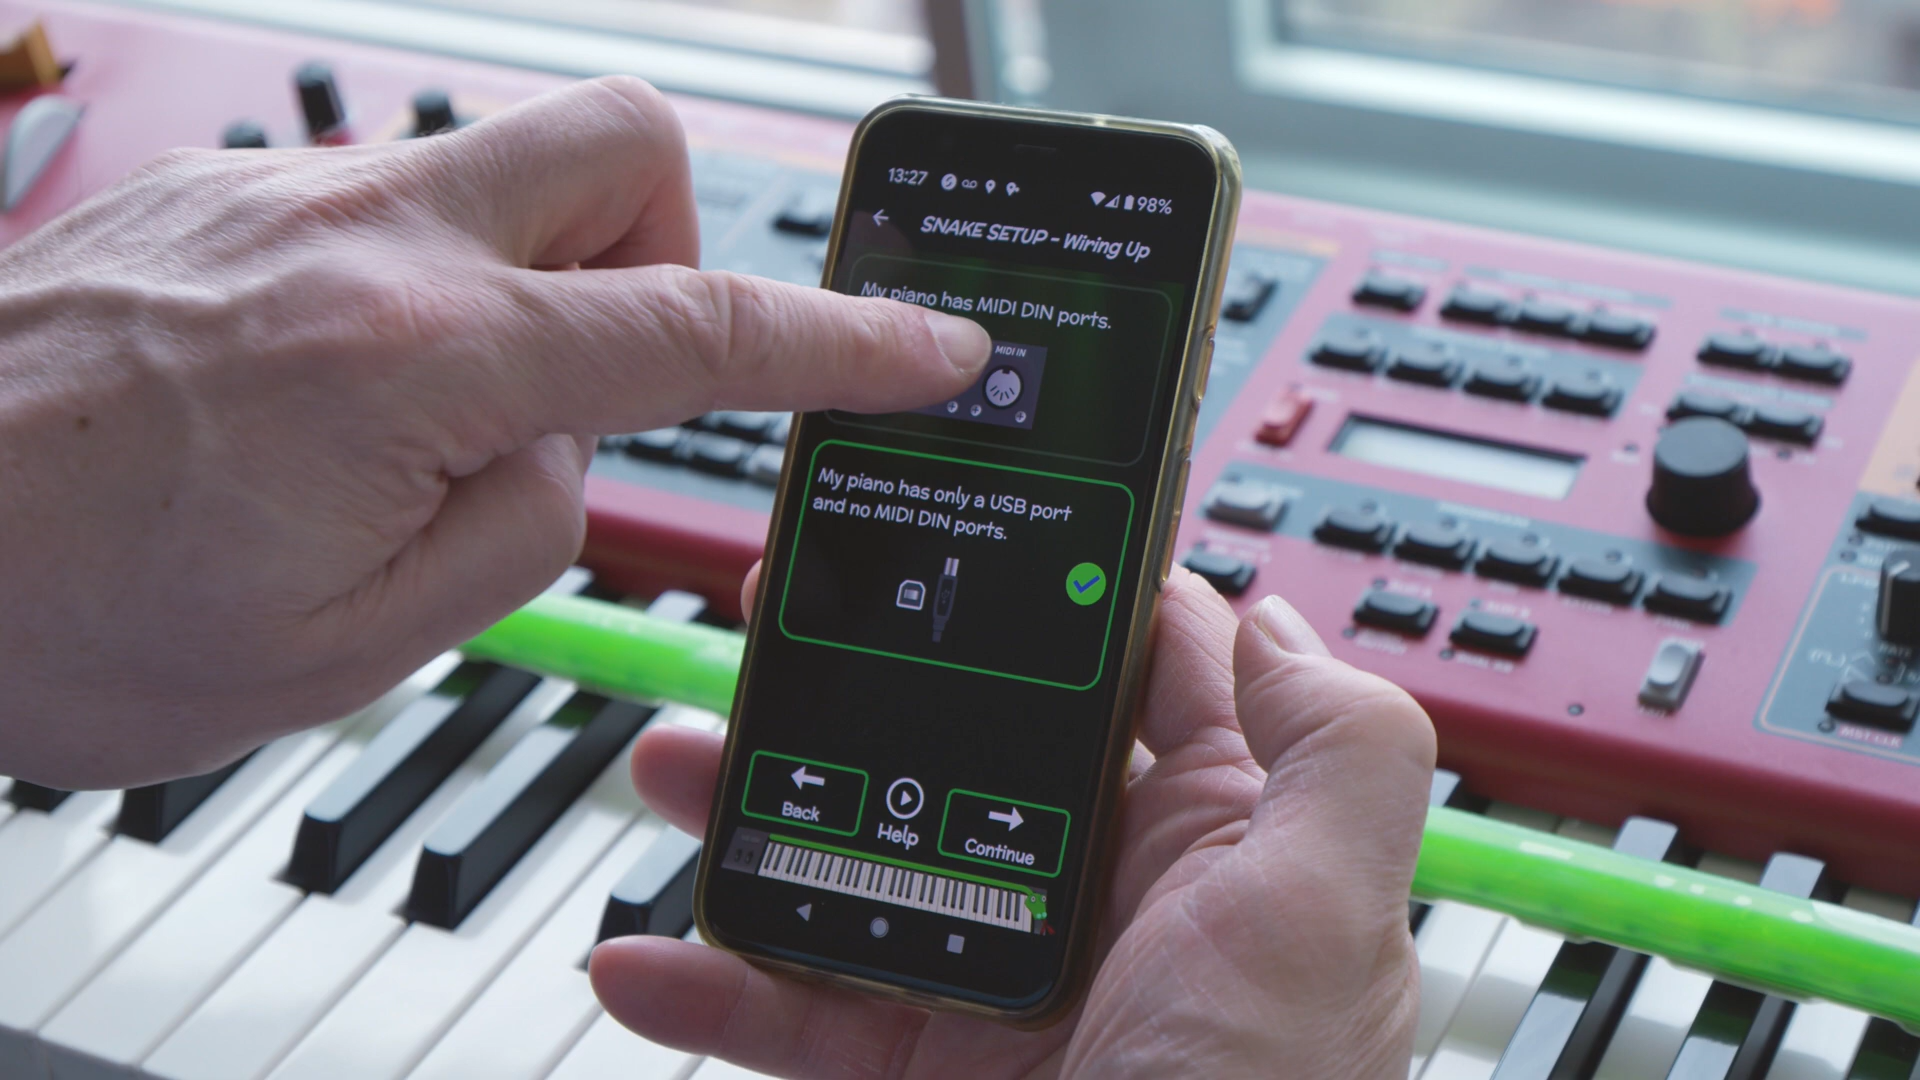 13:27
98%
SNAKE SETUP - Wiring Up
My piano has MIDI DIN ports.
MIDI IN
My piano has only a USB port
and no MIDI DIN ports.
Back
Help
Continue